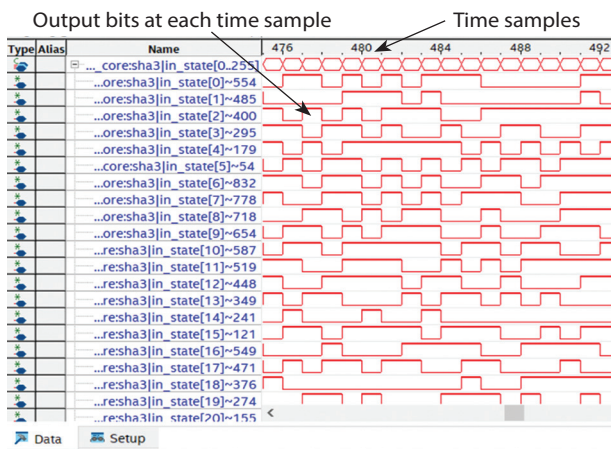 Output bits at each time sample Time samples
Type Alias Name 476 480 484 488 492
..._core:sha3|in_state[0..255]
...ore:sha3|in_state[0]~554
...ore:sha3|in_state[1]~485
...ore:sha3|in_state[2]~400
...ore:sha3|in_state[3]~295
...ore:sha3|in_state[4]~179
...core:sha3|in_state[5]~54
...ore:sha3|in_state[6]~832
...ore:sha3|in_state[7]~778
...ore:sha3|in_state[8]~718
...ore:sha3|in_state[9]~654
...re:sha3|in_state[10]~587
...re:sha3|in_state[11]~519
...re:sha3|in_state[12]~448
...re:sha3|in_state[13]~349
...re:sha3|in_state[14]~241
...re:sha3|in_state[15]~121
...re:sha3|in_state[16]~549
...re:sha3|in_state[17]~471
...re:sha3|in_state[18]~376
...re:sha3|in_state[19]~274
...re:sha3|in_state[20]~155
Data Setup